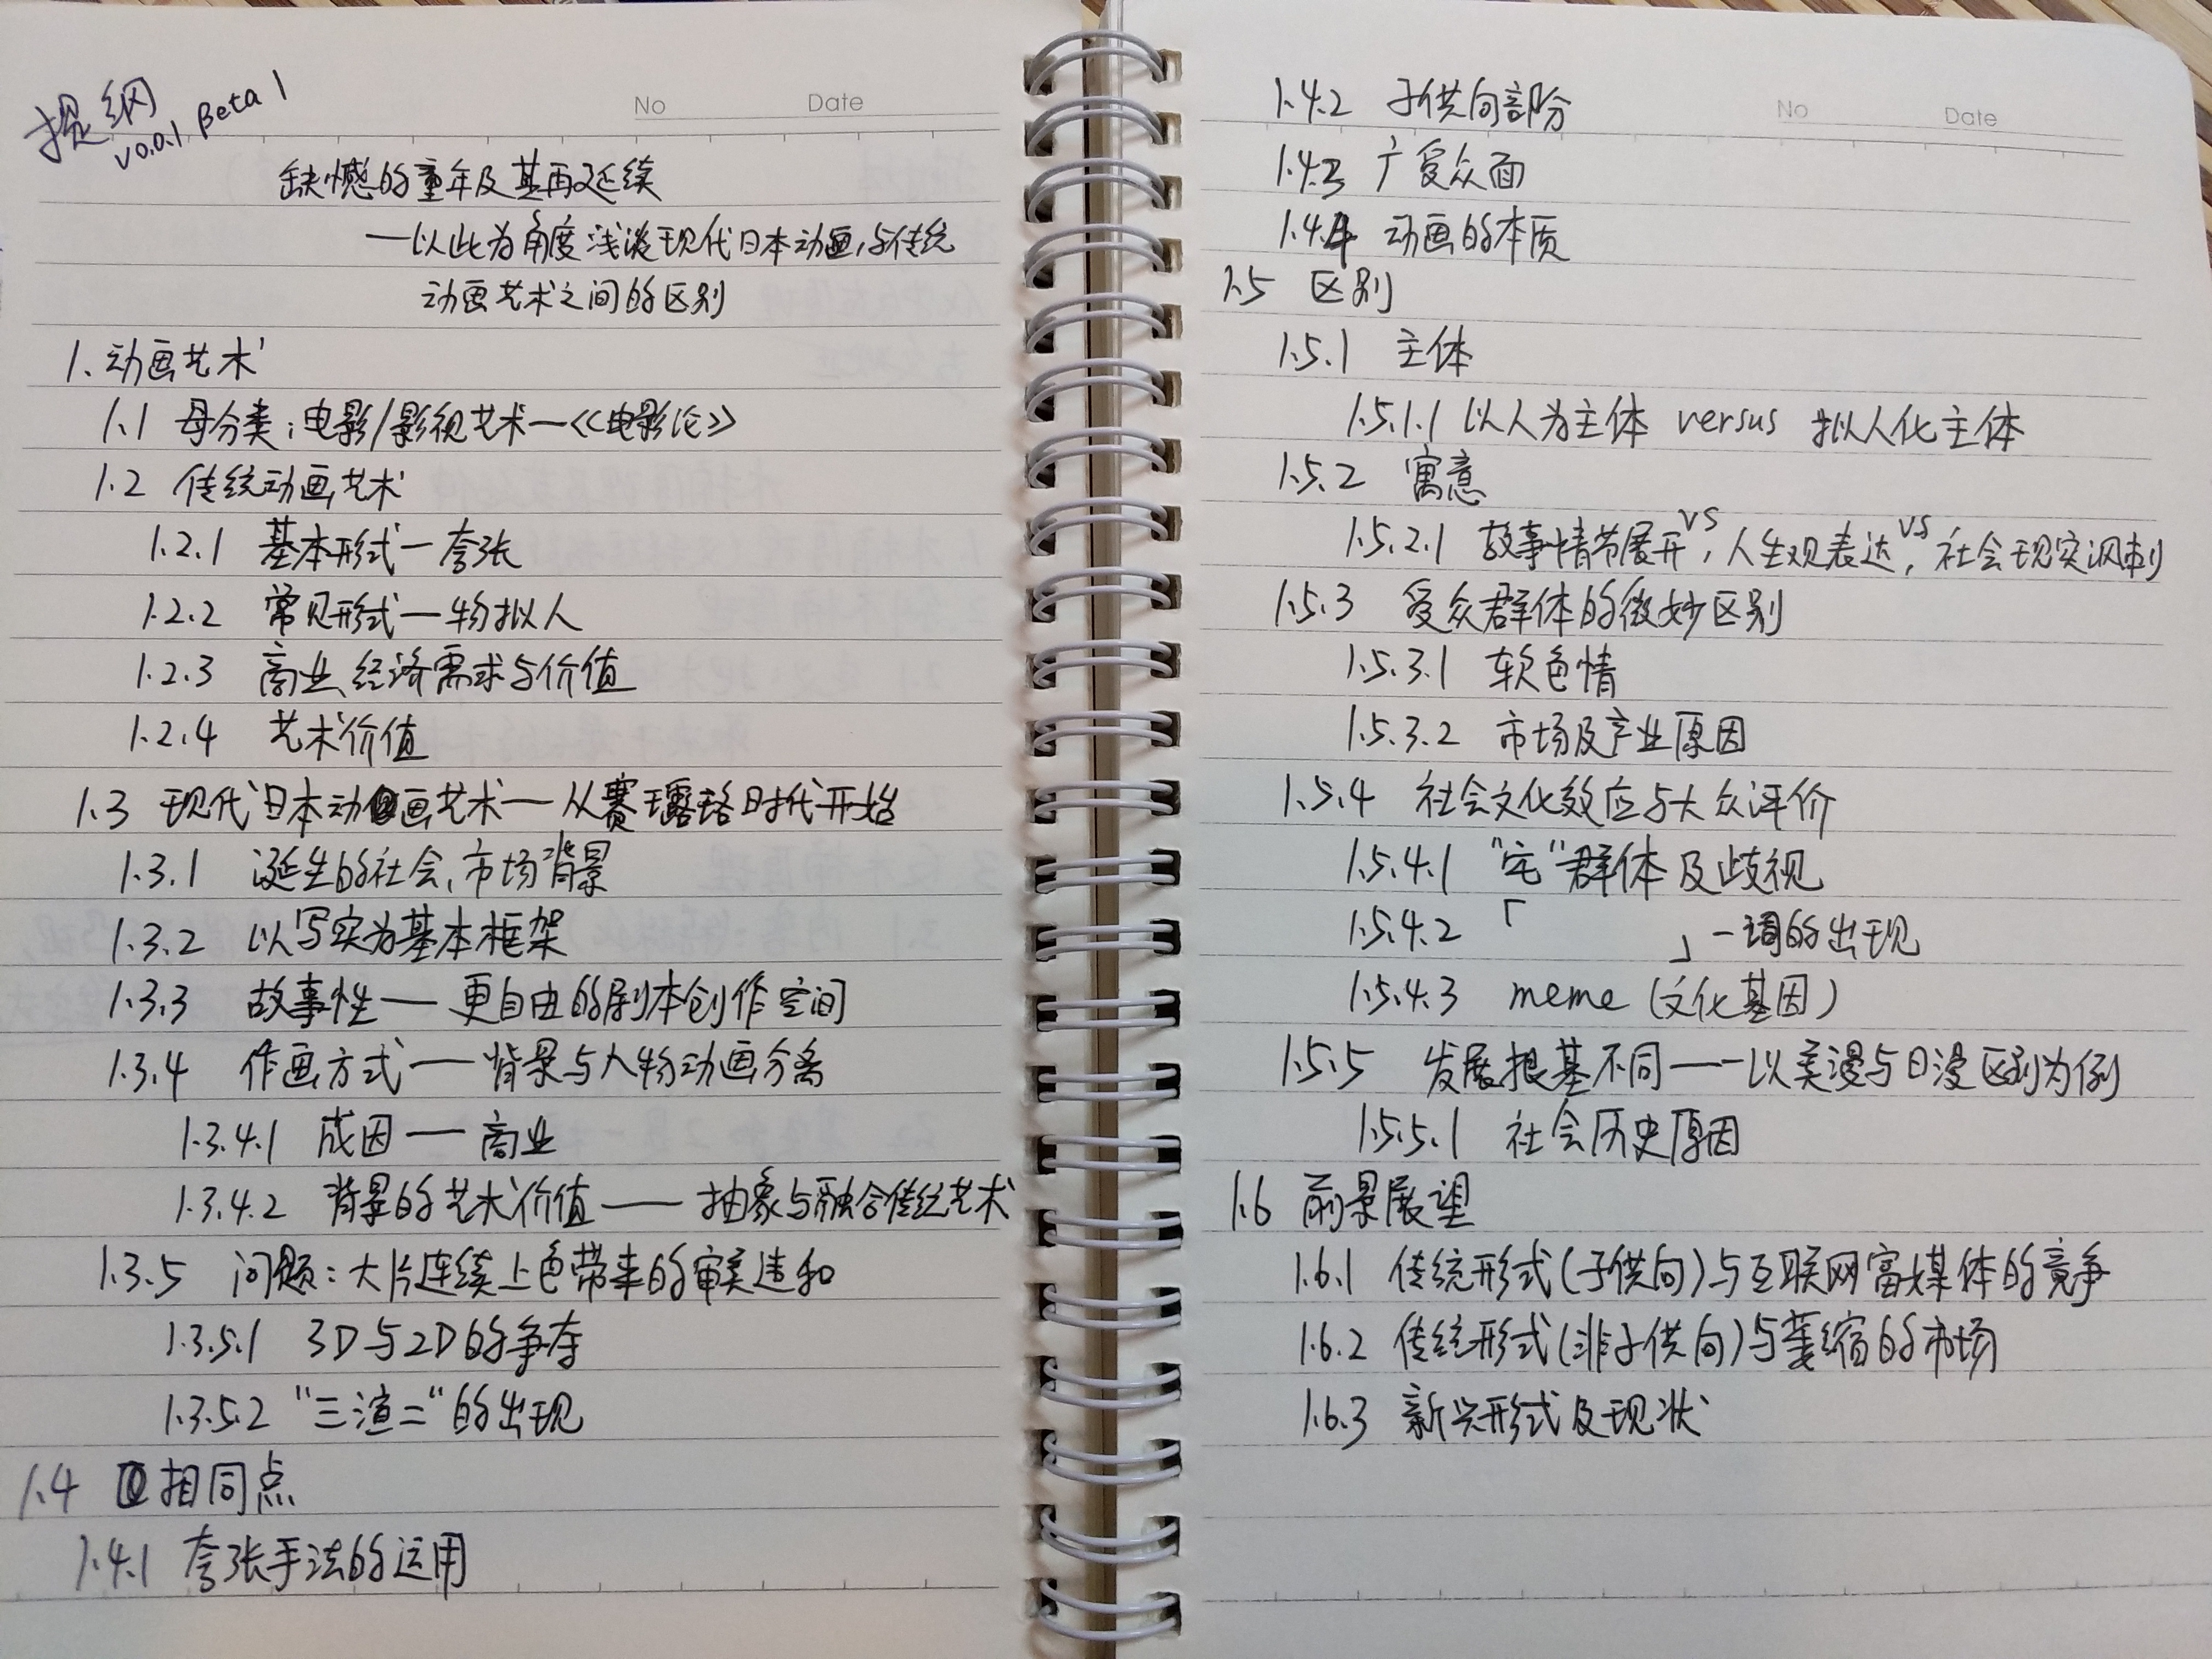 提纲
v0.0.1 Beta 1
No Date
缺憾的童年及其再延续
—以此为角度浅谈现代日本动画,与传统
动画艺术之间的区别
1.动画艺术
1.1 母分类:电影/影视艺术—《电影论》
1.2 传统动画艺术
1.2.1 基本形式—夸张
1.2.2 常见形式—物拟人
1.2.3 商业、经济需求与价值
1.2.4 艺术价值
1.3 现代日本动画艺术—从赛璐珞时代开始
1.3.1 诞生的社会、市场背景
1.3.2 以写实为基本框架
1.3.3 故事性——更自由的剧本创作空间
1.3.4 作画方式——背景与人物动画分离
1.3.4.1 成因——商业
1.3.4.2 背景的艺术价值——抽象与融合传统艺术
1.3.5 问题:大片连续上色带来的审美违和
1.3.5.1 3D与2D的争夺
1.3.5.2 "三渲二"的出现
1.4 相同点
1.4.1 夸张手法的运用
No Date
1.4.2 子供向部分
1.4.3 广受众面
1.4.4 动画的本质
1.5 区别
1.5.1 主体
1.5.1.1 以人为主体 versus 拟人化主体
1.5.2 寓意
1.5.2.1 故事情节展开 vs, 人生观表达 vs, 社会现实讽刺
1.5.3 受众群体的微妙区别
1.5.3.1 软色情
1.5.3.2 市场及产业原因
1.5.4 社会文化效应与大众评价
1.5.4.1 "宅"群体及歧视
1.5.4.2 「 」一词的出现
1.5.4.3 meme (文化基因)
1.5.5 发展根基不同——以美漫与日漫区别为例
1.5.5.1 社会历史原因
1.6 前景展望
1.6.1 传统形式(子供向)与互联网富媒体的竞争
1.6.2 传统形式(非子供向)与萎缩的市场
1.6.3 新兴形式及现状